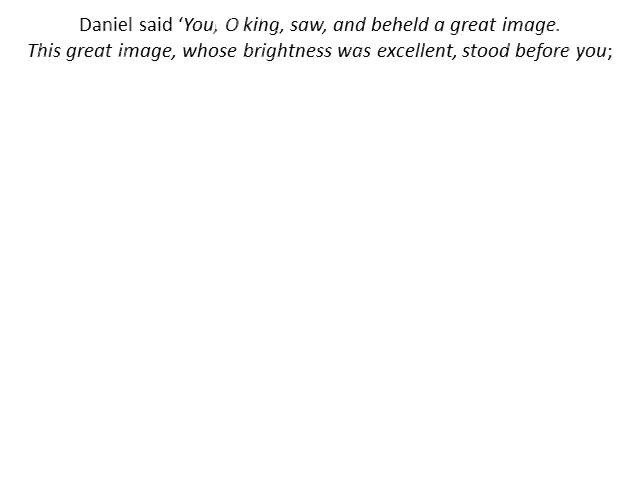 Daniel said ‘You, O king, saw, and beheld a great image.
This great image, whose brightness was excellent, stood before you;